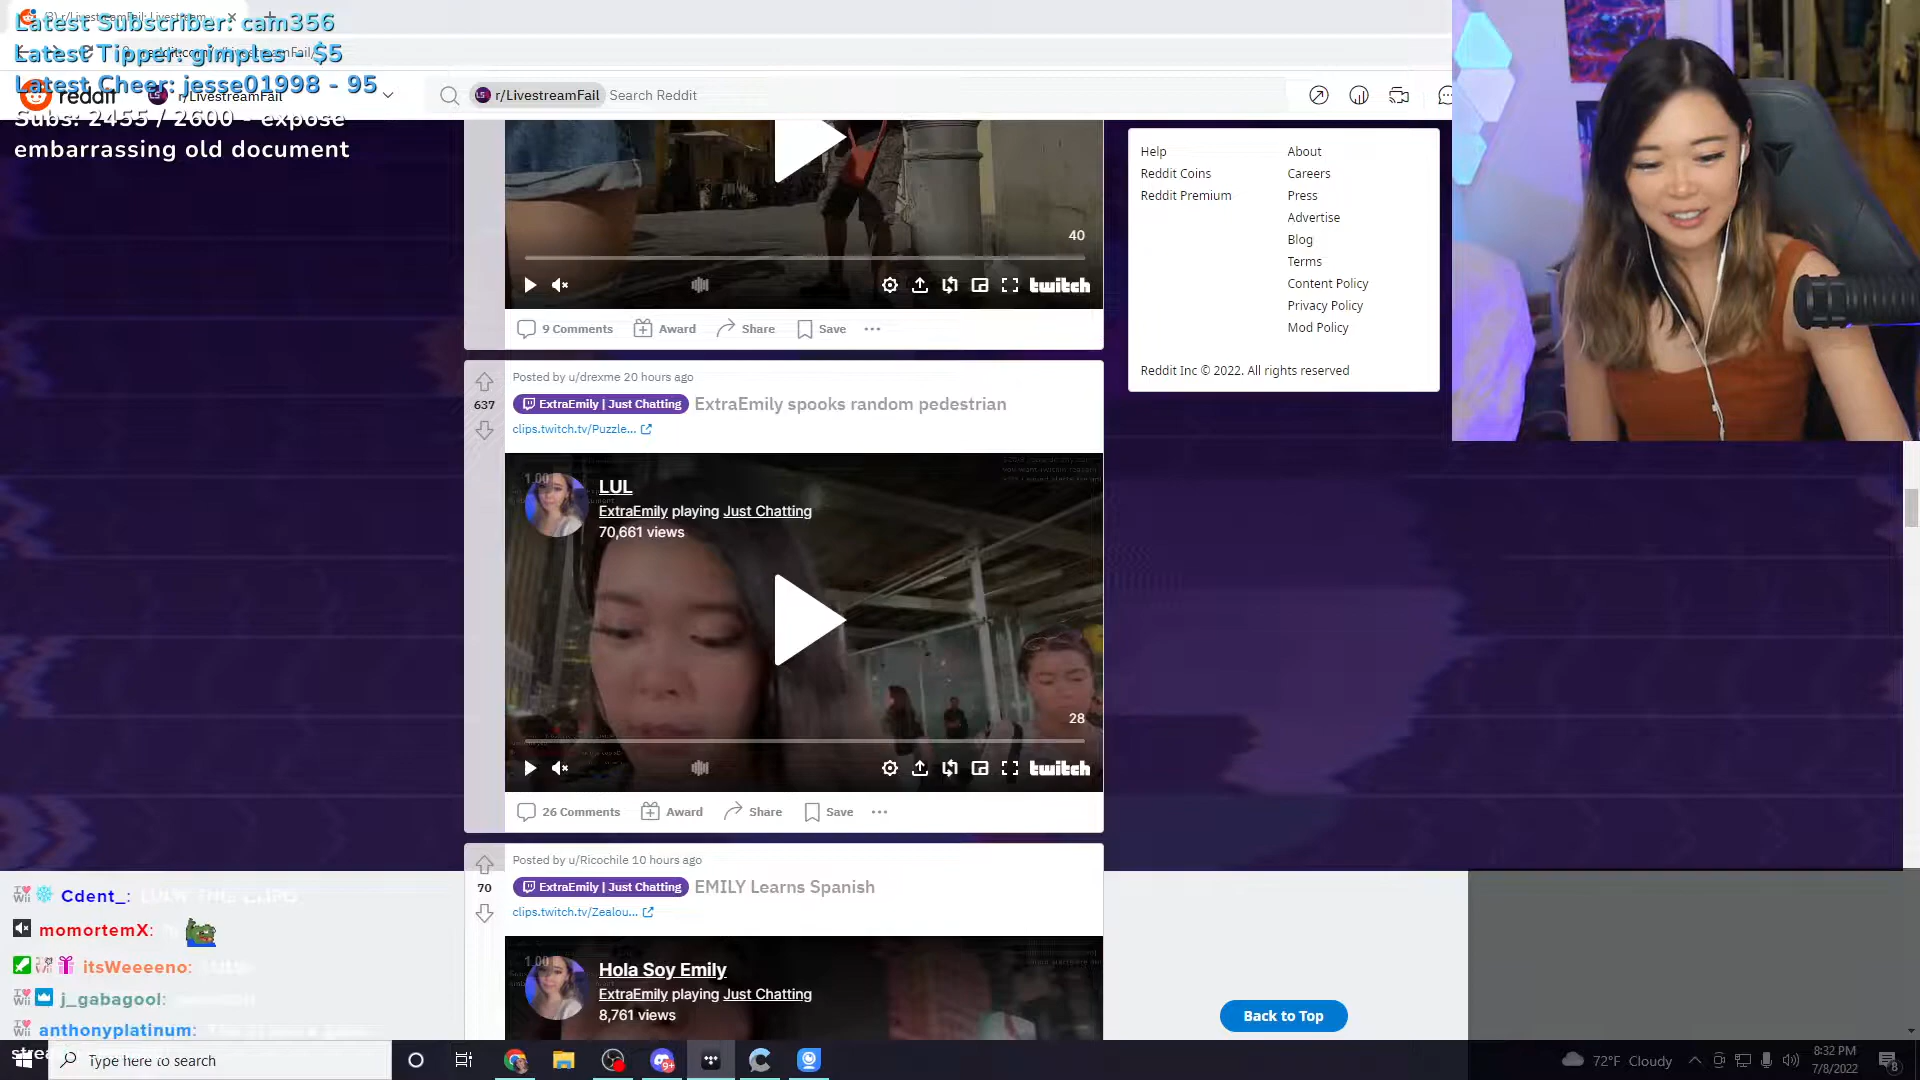 Latest Subscriber: cam356
Latest Tipper: gimples - $5
Latest Cheer: jesse01998 - 95
Subs: 2455 / 2600 - expose
embarrassing old document
reddit
r/LivestreamFail
r/LivestreamFail Search Reddit
40
twitch
9 Comments Award Share Save
Help
Reddit Coins
Reddit Premium
About
Careers
Press
Advertise
Blog
Terms
Content Policy
Privacy Policy
Mod Policy
Reddit Inc © 2022. All rights reserved
637
Posted by u/drexme 20 hours ago
ExtraEmily | Just Chatting ExtraEmily spooks random pedestrian
clips.twitch.tv/Puzzle...
1.00
LUL
ExtraEmily playing Just Chatting
70,661 views
28
twitch
26 Comments Award Share Save
70
Posted by u/Ricochile 10 hours ago
ExtraEmily | Just Chatting EMILY Learns Spanish
clips.twitch.tv/Zealou...
1.00
Hola Soy Emily
ExtraEmily playing Just Chatting
8,761 views
Back to Top
Cdent_:
momortemX:
itsWeeeeno:
j_gabagool:
anthonyplatinum:
Type here to search
9+
72°F Cloudy
8:32 PM
7/8/2022
8